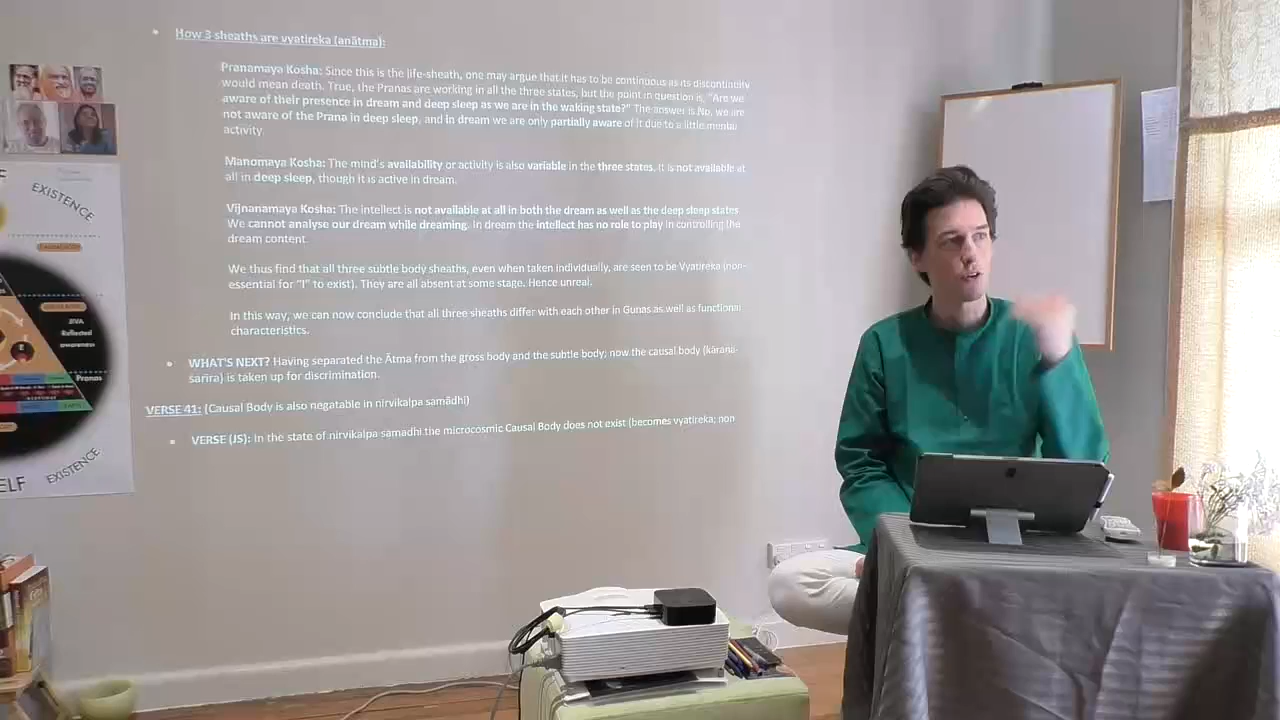 How 3 sheaths are vyatireka (anātma):
Pranamaya Kosha: Since this is the life-sheath, one may argue that it has to be continuous as its discontinuity
would mean death. True, the Pranas are working in all the three states, but the point in question is, "Are we
aware of their presence in dream and deep sleep as we are in the waking state?" The answer is No, we are
not aware of the Prana in deep sleep, and in dream we are only partially aware of it due to a little mental
activity.
Manomaya Kosha: The mind's availability or activity is also variable in the three states. It is not available at
all in deep sleep, though it is active in dream.
Vijnanamaya Kosha: The intellect is not available at all in both the dream as well as the deep sleep states.
We cannot analyse our dream while dreaming. In dream the intellect has no role to play in controlling the
dream content.
We thus find that all three subtle body sheaths, even when taken individually, are seen to be Vyatireka (non-
essential for "I" to exist). They are all absent at some stage. Hence unreal.
In this way, we can now conclude that all three sheaths differ with each other in Gunas as well as functional
characteristics.
WHAT'S NEXT? Having separated the Ātma from the gross body and the subtle body; now the causal body (kāraṇa-
śarīra) is taken up for discrimination.
VERSE 41: (Causal Body is also negatable in nirvikalpa samādhi)
VERSE (JS): In the state of nirvikalpa samadhi the microcosmic Causal Body does not exist (becomes vyatireka; non
EXISTENCE
JIVA
Reflected
awareness
Pranas
EXISTENCE
ELF